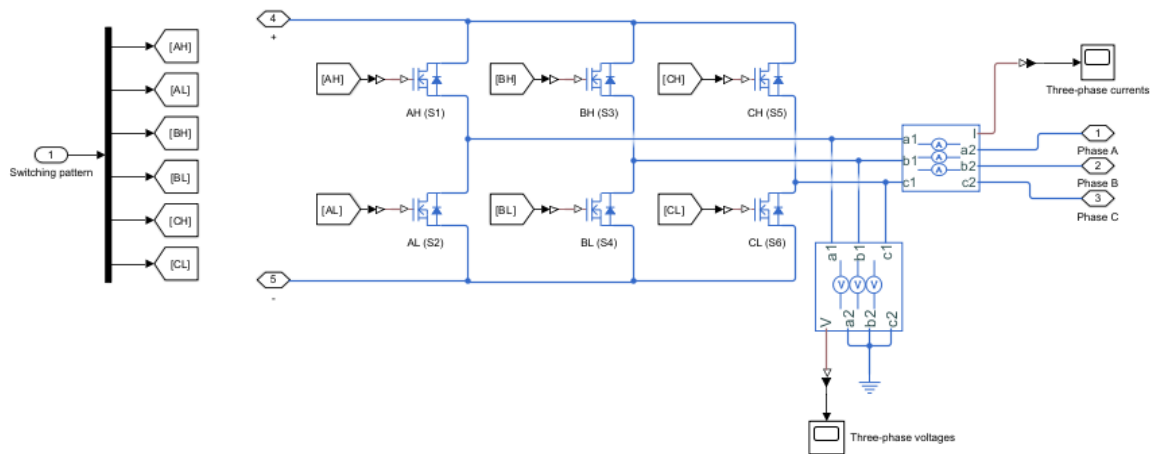 4
+
[AH]
[AL]
[BH]
[BL]
[CH]
[CL]
1
Switching pattern
[AH]
AH (S1)
[BH]
BH (S3)
[CH]
CH (S5)
[AL]
AL (S2)
[BL]
BL (S4)
[CL]
CL (S6)
5
-
Three-phase currents
a1
b1
c1
A
A
A
I
a2
b2
c2
1
Phase A
2
Phase B
3
Phase C
a1
b1
c1
V
V
V
V
a2
b2
c2
Three-phase voltages